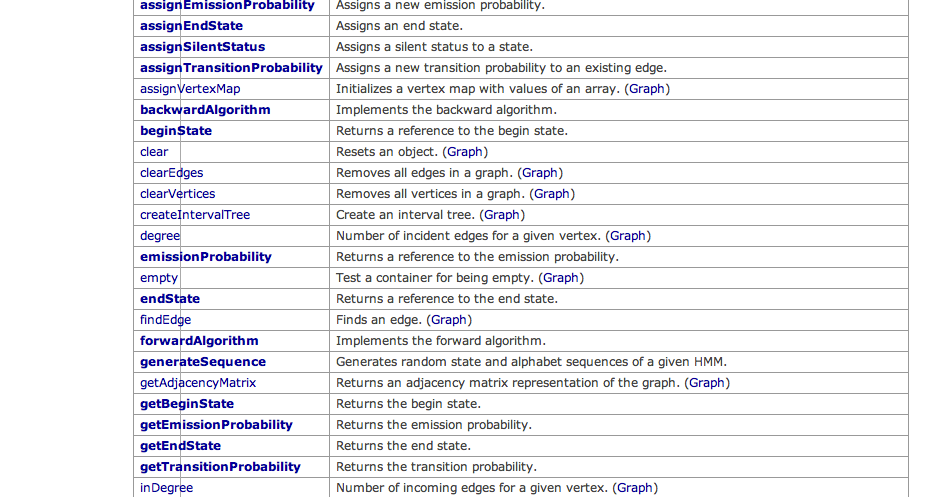 assignEmissionProbability Assigns a new emission probability.
assignEndState Assigns an end state.
assignSilentStatus Assigns a silent status to a state.
assignTransitionProbability Assigns a new transition probability to an existing edge.
assignVertexMap Initializes a vertex map with values of an array. (Graph)
backwardAlgorithm Implements the backward algorithm.
beginState Returns a reference to the begin state.
clear Resets an object. (Graph)
clearEdges Removes all edges in a graph. (Graph)
clearVertices Removes all vertices in a graph. (Graph)
createIntervalTree Create an interval tree. (Graph)
degree Number of incident edges for a given vertex. (Graph)
emissionProbability Returns a reference to the emission probability.
empty Test a container for being empty. (Graph)
endState Returns a reference to the end state.
findEdge Finds an edge. (Graph)
forwardAlgorithm Implements the forward algorithm.
generateSequence Generates random state and alphabet sequences of a given HMM.
getAdjacencyMatrix Returns an adjacency matrix representation of the graph. (Graph)
getBeginState Returns the begin state.
getEmissionProbability Returns the emission probability.
getEndState Returns the end state.
getTransitionProbability Returns the transition probability.
inDegree Number of incoming edges for a given vertex. (Graph)